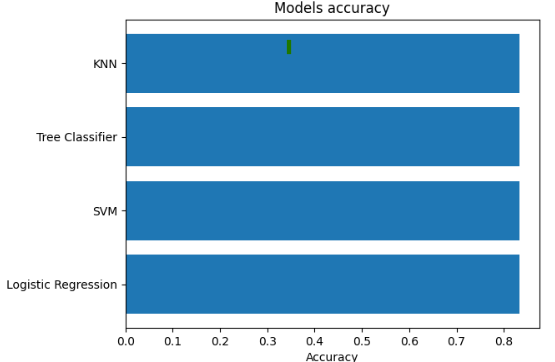 Models accuracy
KNN
Tree Classifier
SVM
Logistic Regression
0.0 0.1 0.2 0.3 0.4 0.5 0.6 0.7 0.8
Accuracy